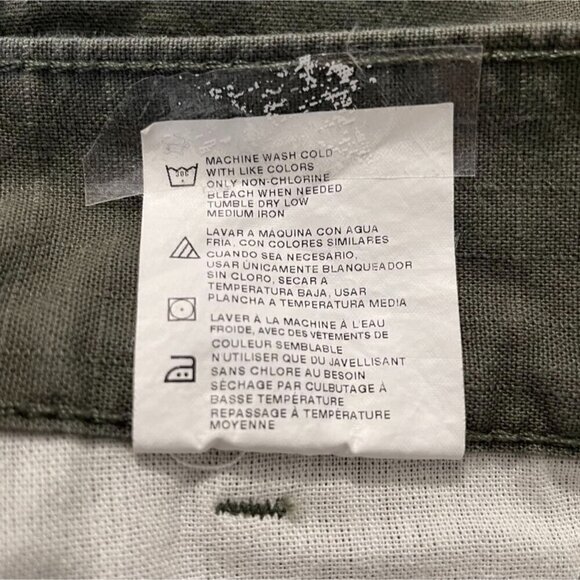 MACHINE WASH COLD
WITH LIKE COLORS
ONLY NON-CHLORINE
BLEACH WHEN NEEDED
TUMBLE DRY LOW
MEDIUM IRON
LAVAR A MAQUINA CON AGUA
FRIA, CON COLORES SIMILARES
CUANDO SEA NECESARIO,
USAR ÚNICAMENTE BLANQUEADOR
SIN CLORO, SECAR A
TEMPERATURA BAJA, USAR
PLANCHA A TEMPERATURA MEDIA
LAVER À LA MACHINE À L'EAU
FROIDE, AVEC DES VÊTEMENTS DE
COULEUR SEMBLABLE
N'UTILISER QUE DU JAVELLISANT
SANS CHLORE AU BESOIN
SÉCHAGE PAR CULBUTAGE À
BASSE TEMPÉRATURE
REPASSAGE À TEMPÉRATURE
MOYENNE